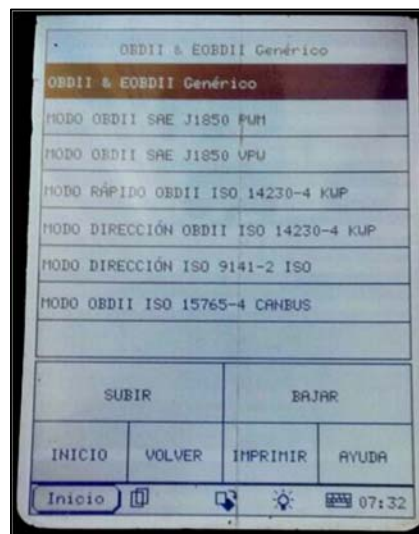 OBDII & EOBDII Genérico
OBDII & EOBDII Genérico
MODO OBDII SAE J1850 PWM
MODO OBDII SAE J1850 VPW
MODO RÁPIDO OBDII ISO 14230-4 KWP
MODO DIRECCIÓN OBDII ISO 14230-4 KWP
MODO DIRECCIÓN ISO 9141-2 ISO
MODO OBDII ISO 15765-4 CANBUS
SUBIR BAJAR
INICIO VOLVER IMPRIMIR AYUDA
Inicio 07:32